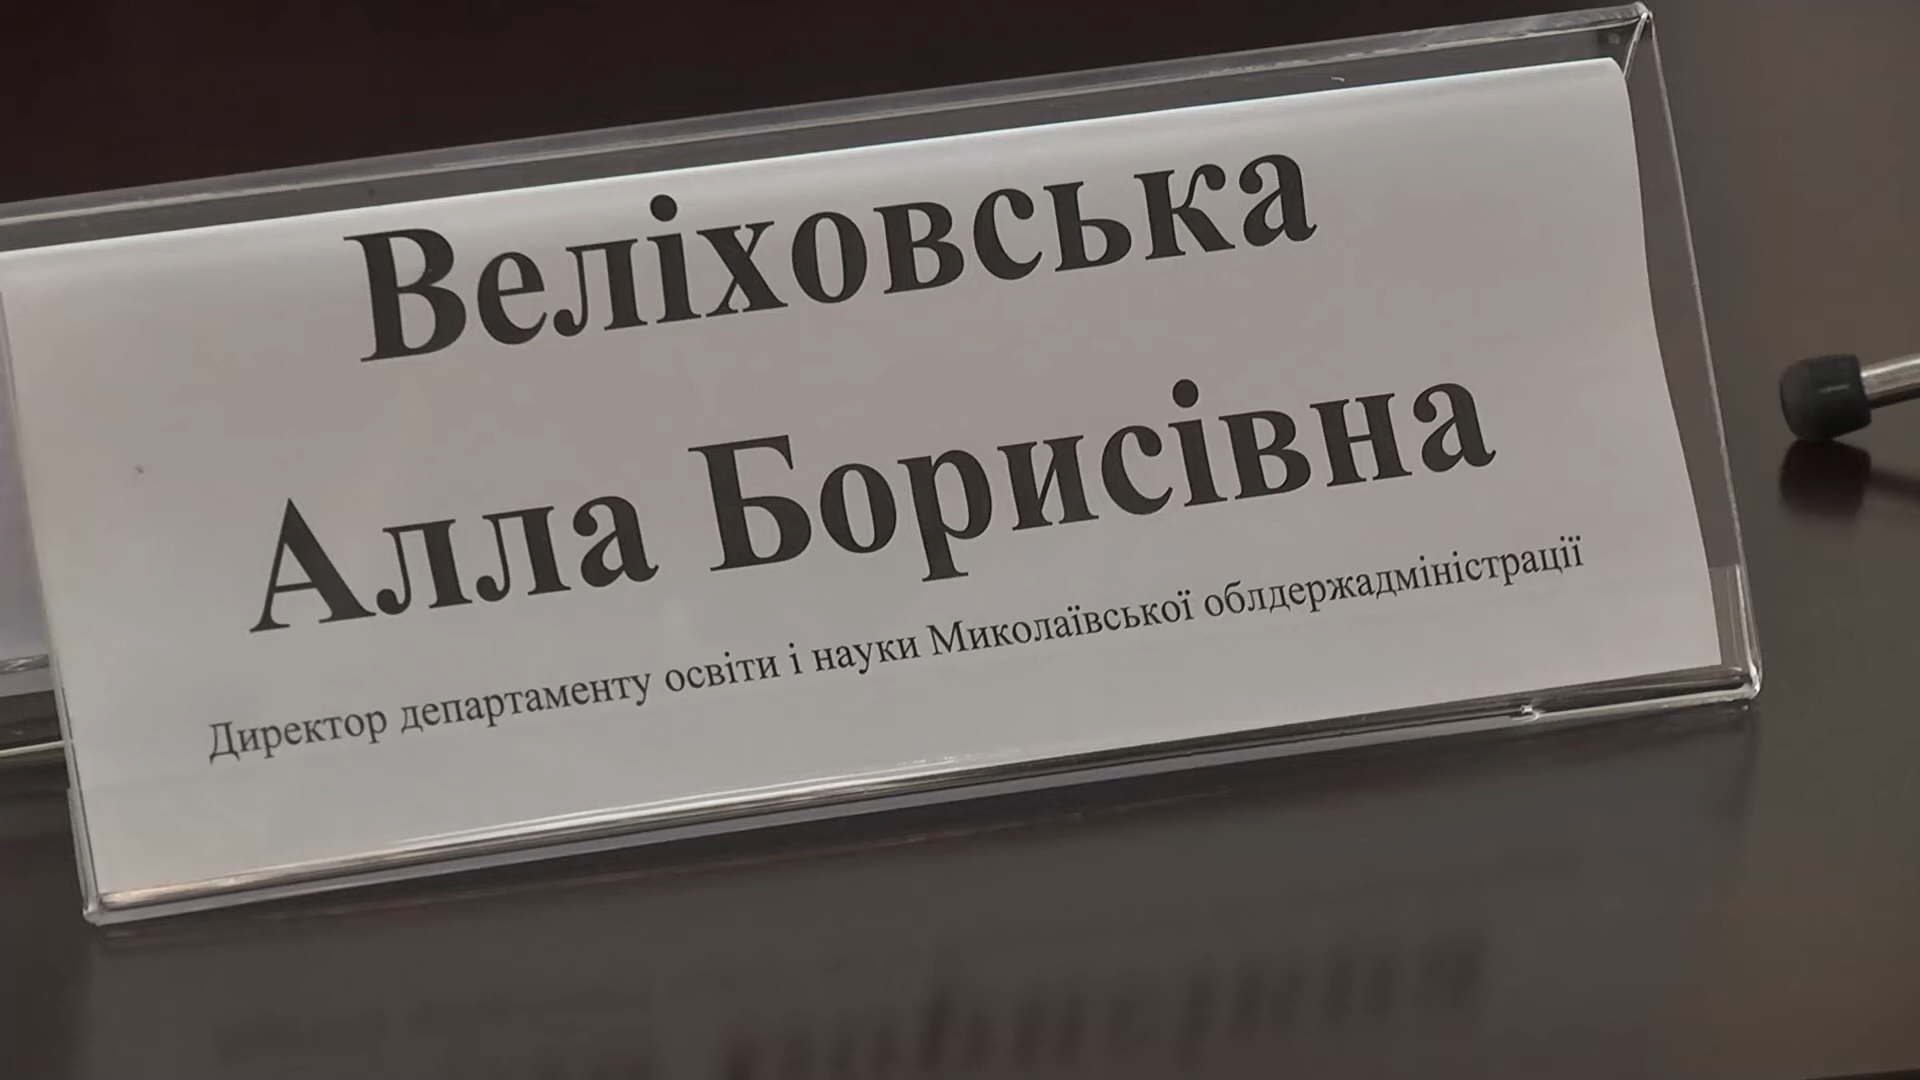 Веліховська
Алла Борисівна
Директор департаменту освіти і науки Миколаївської облдержадміністрації